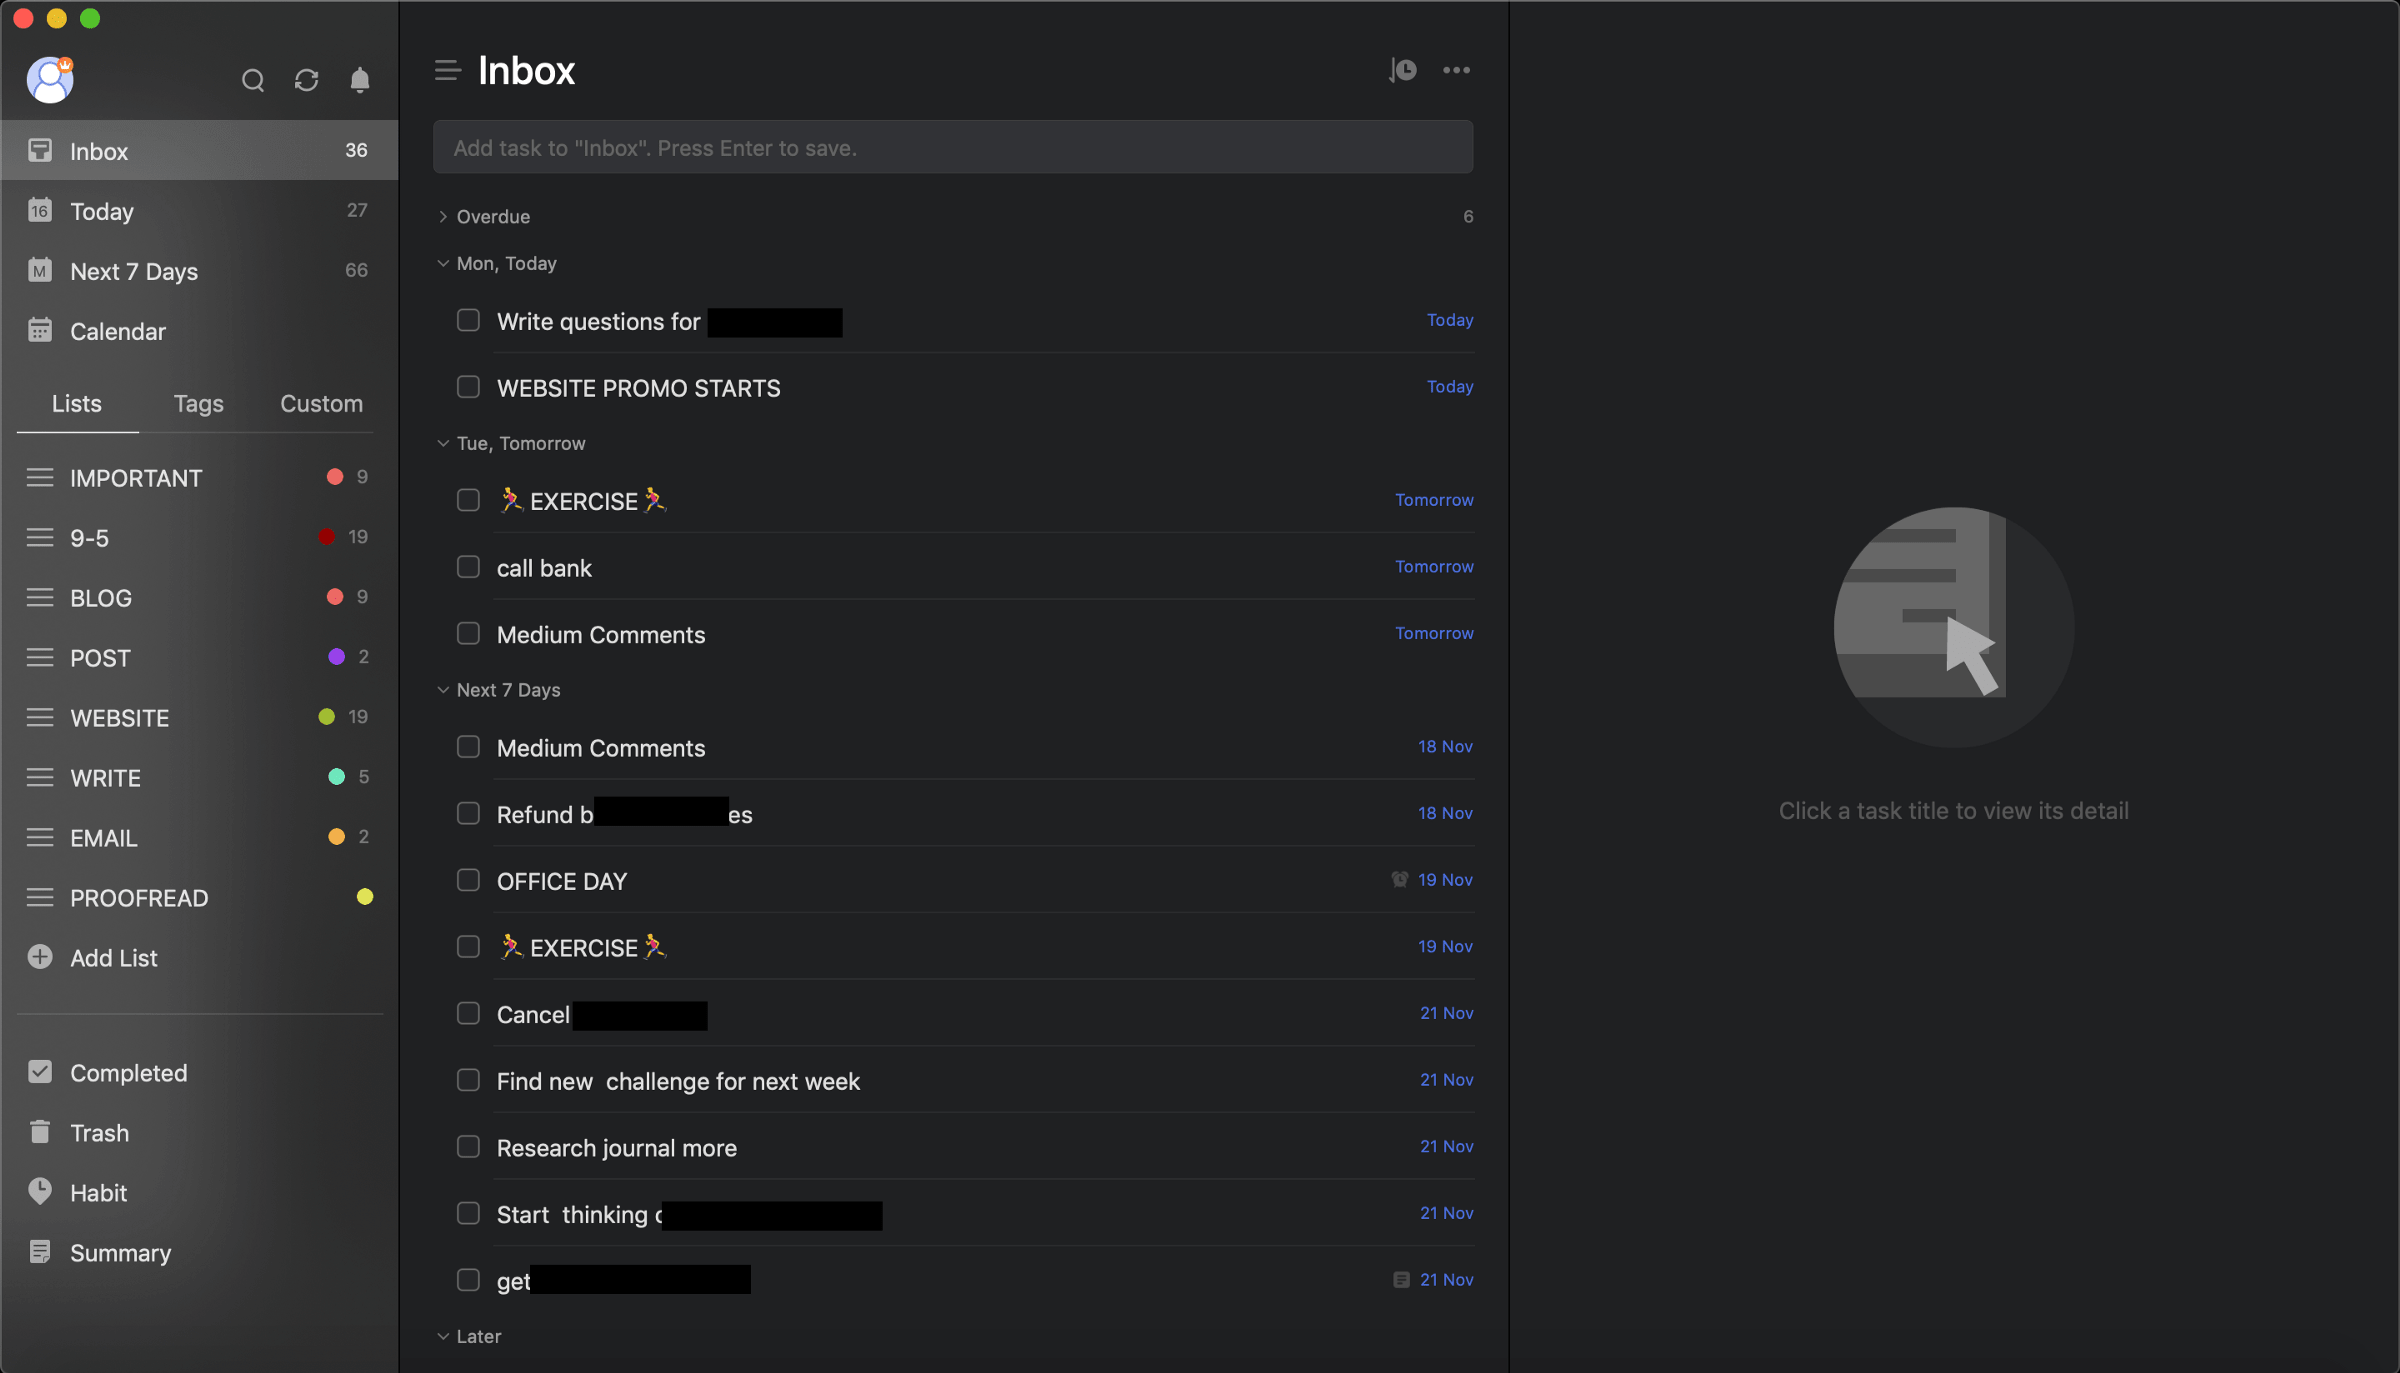 Inbox 36
16 Today 27
M Next 7 Days 66
Calendar
Lists Tags Custom
IMPORTANT 9
9-5 19
BLOG 9
POST 2
WEBSITE 19
WRITE 5
EMAIL 2
PROOFREAD
Add List
Completed
Trash
Habit
Summary
Inbox
Add task to "Inbox". Press Enter to save.
Overdue 6
Mon, Today
Write questions for Today
WEBSITE PROMO STARTS Today
Tue, Tomorrow
🏃‍♀️EXERCISE🏃‍♀️ Tomorrow
call bank Tomorrow
Medium Comments Tomorrow
Next 7 Days
Medium Comments 18 Nov
Refund 18 Nov
OFFICE DAY 19 Nov
🏃‍♀️EXERCISE🏃‍♀️ 19 Nov
Cancel 21 Nov
Find new challenge for next week 21 Nov
Research journal more 21 Nov
Start thinking 21 Nov
get 21 Nov
Later
Click a task title to view its detail